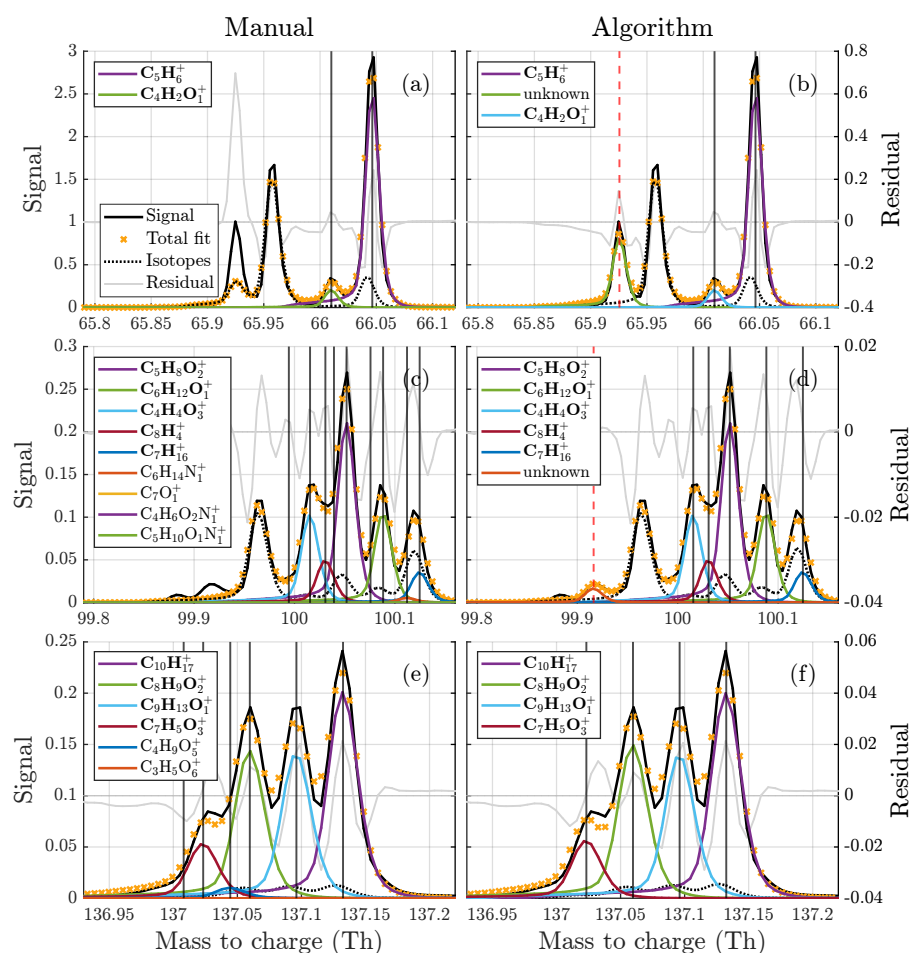 Manual
Algorithm
3
2.5
2
1.5
1
0.5
0
Signal
C₅H₆⁺
C₄H₂O₁⁺
(a)
Signal
Total fit
Isotopes
Residual
65.8 65.9 65.96 66 66.05 66.1
C₅H₆⁺
unknown
C₄H₂O₁⁺
(b)
0.8
0.6
0.4
0.2
0
-0.2
-0.4
Residual
65.8 65.9 65.96 66 66.05 66.1
0.3
0.25
0.2
0.15
0.1
0.05
0
Signal
C₅H₈O₂⁺
C₆H₁₂O₁⁺
C₄H₄O₃⁺
C₈H₄⁺
C₇H₁₆⁺
C₆H₁₄N₁⁺
C₇O₁⁺
C₄H₆O₂N₁⁺
C₅H₁₀O₁N₁⁺
(c)
99.8 99.9 100 100.1
C₅H₈O₂⁺
C₆H₁₂O₁⁺
C₄H₄O₃⁺
C₈H₄⁺
C₇H₁₆⁺
unknown
(d)
0.02
0
-0.02
-0.04
Residual
99.8 99.9 100 100.1
0.25
0.2
0.15
0.1
0.05
0
Signal
C₁₀H₁₇⁺
C₈H₉O₂⁺
C₉H₁₃O₁⁺
C₇H₅O₃⁺
C₄H₉O₅⁺
C₃H₅O₆⁺
(e)
136.95 137 137.05 137.1 137.15 137.2
Mass to charge (Th)
C₁₀H₁₇⁺
C₈H₉O₂⁺
C₉H₁₃O₁⁺
C₇H₅O₃⁺
(f)
0.06
0.04
0.02
0
-0.02
-0.04
Residual
136.95 137 137.05 137.1 137.15 137.2
Mass to charge (Th)